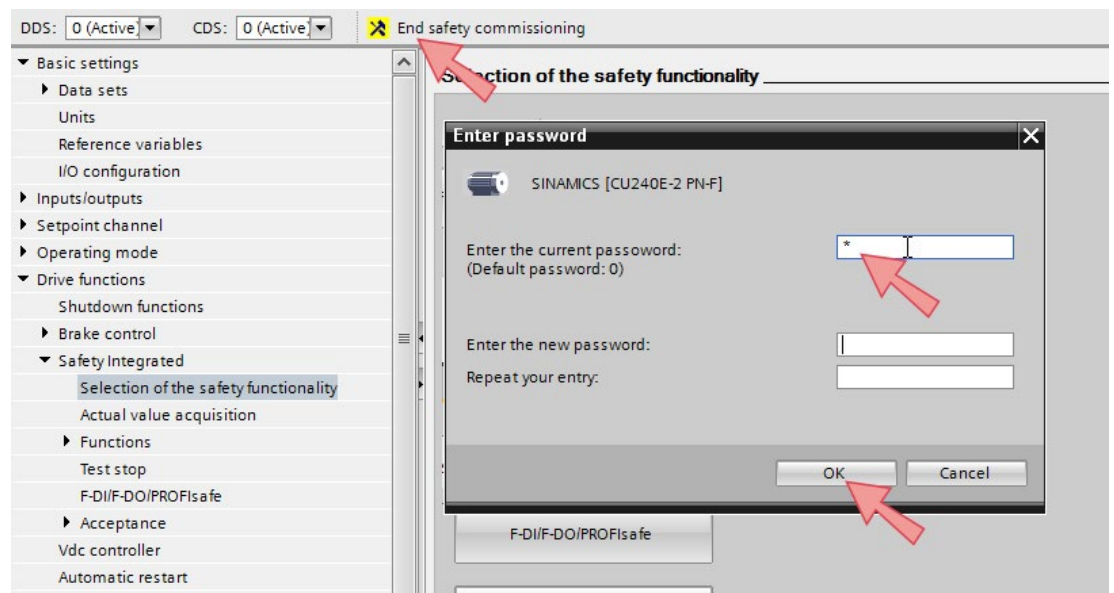 DDS: 0 (Active) CDS: 0 (Active) End safety commissioning
Basic settings
Data sets
Units
Reference variables
I/O configuration
Inputs/outputs
Setpoint channel
Operating mode
Drive functions
Shutdown functions
Brake control
Safety Integrated
Selection of the safety functionality
Actual value acquisition
Functions
Test stop
F-DI/F-DO/PROFIsafe
Acceptance
Vdc controller
Automatic restart
Selection of the safety functionality
Enter password
SINAMICS [CU240E-2 PN-F]
Enter the current passoword: *
(Default password: 0)
Enter the new password:
Repeat your entry:
OK Cancel
F-DI/F-DO/PROFIsafe